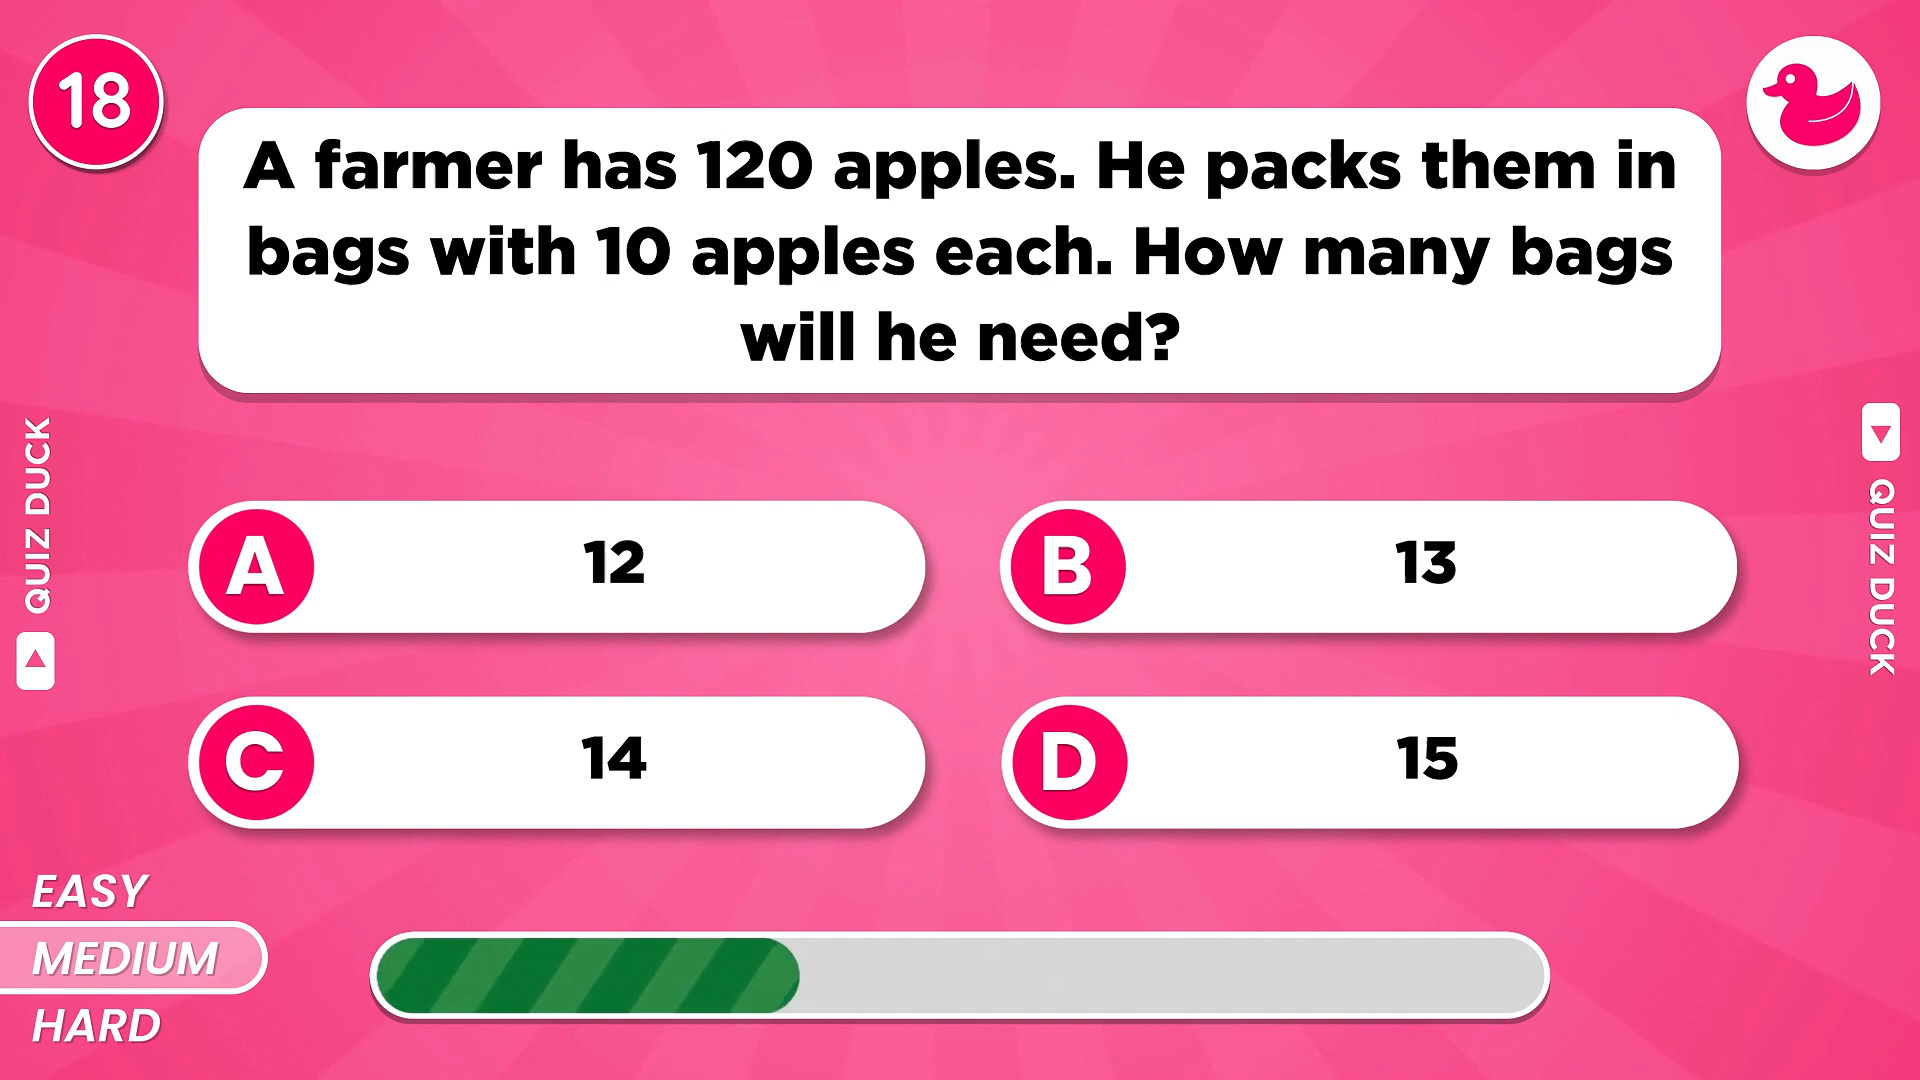 18
A farmer has 120 apples. He packs them in
bags with 10 apples each. How many bags
will he need?
QUIZ DUCK
QUIZ DUCK
A 12
B 13
C 14
D 15
EASY
MEDIUM
HARD